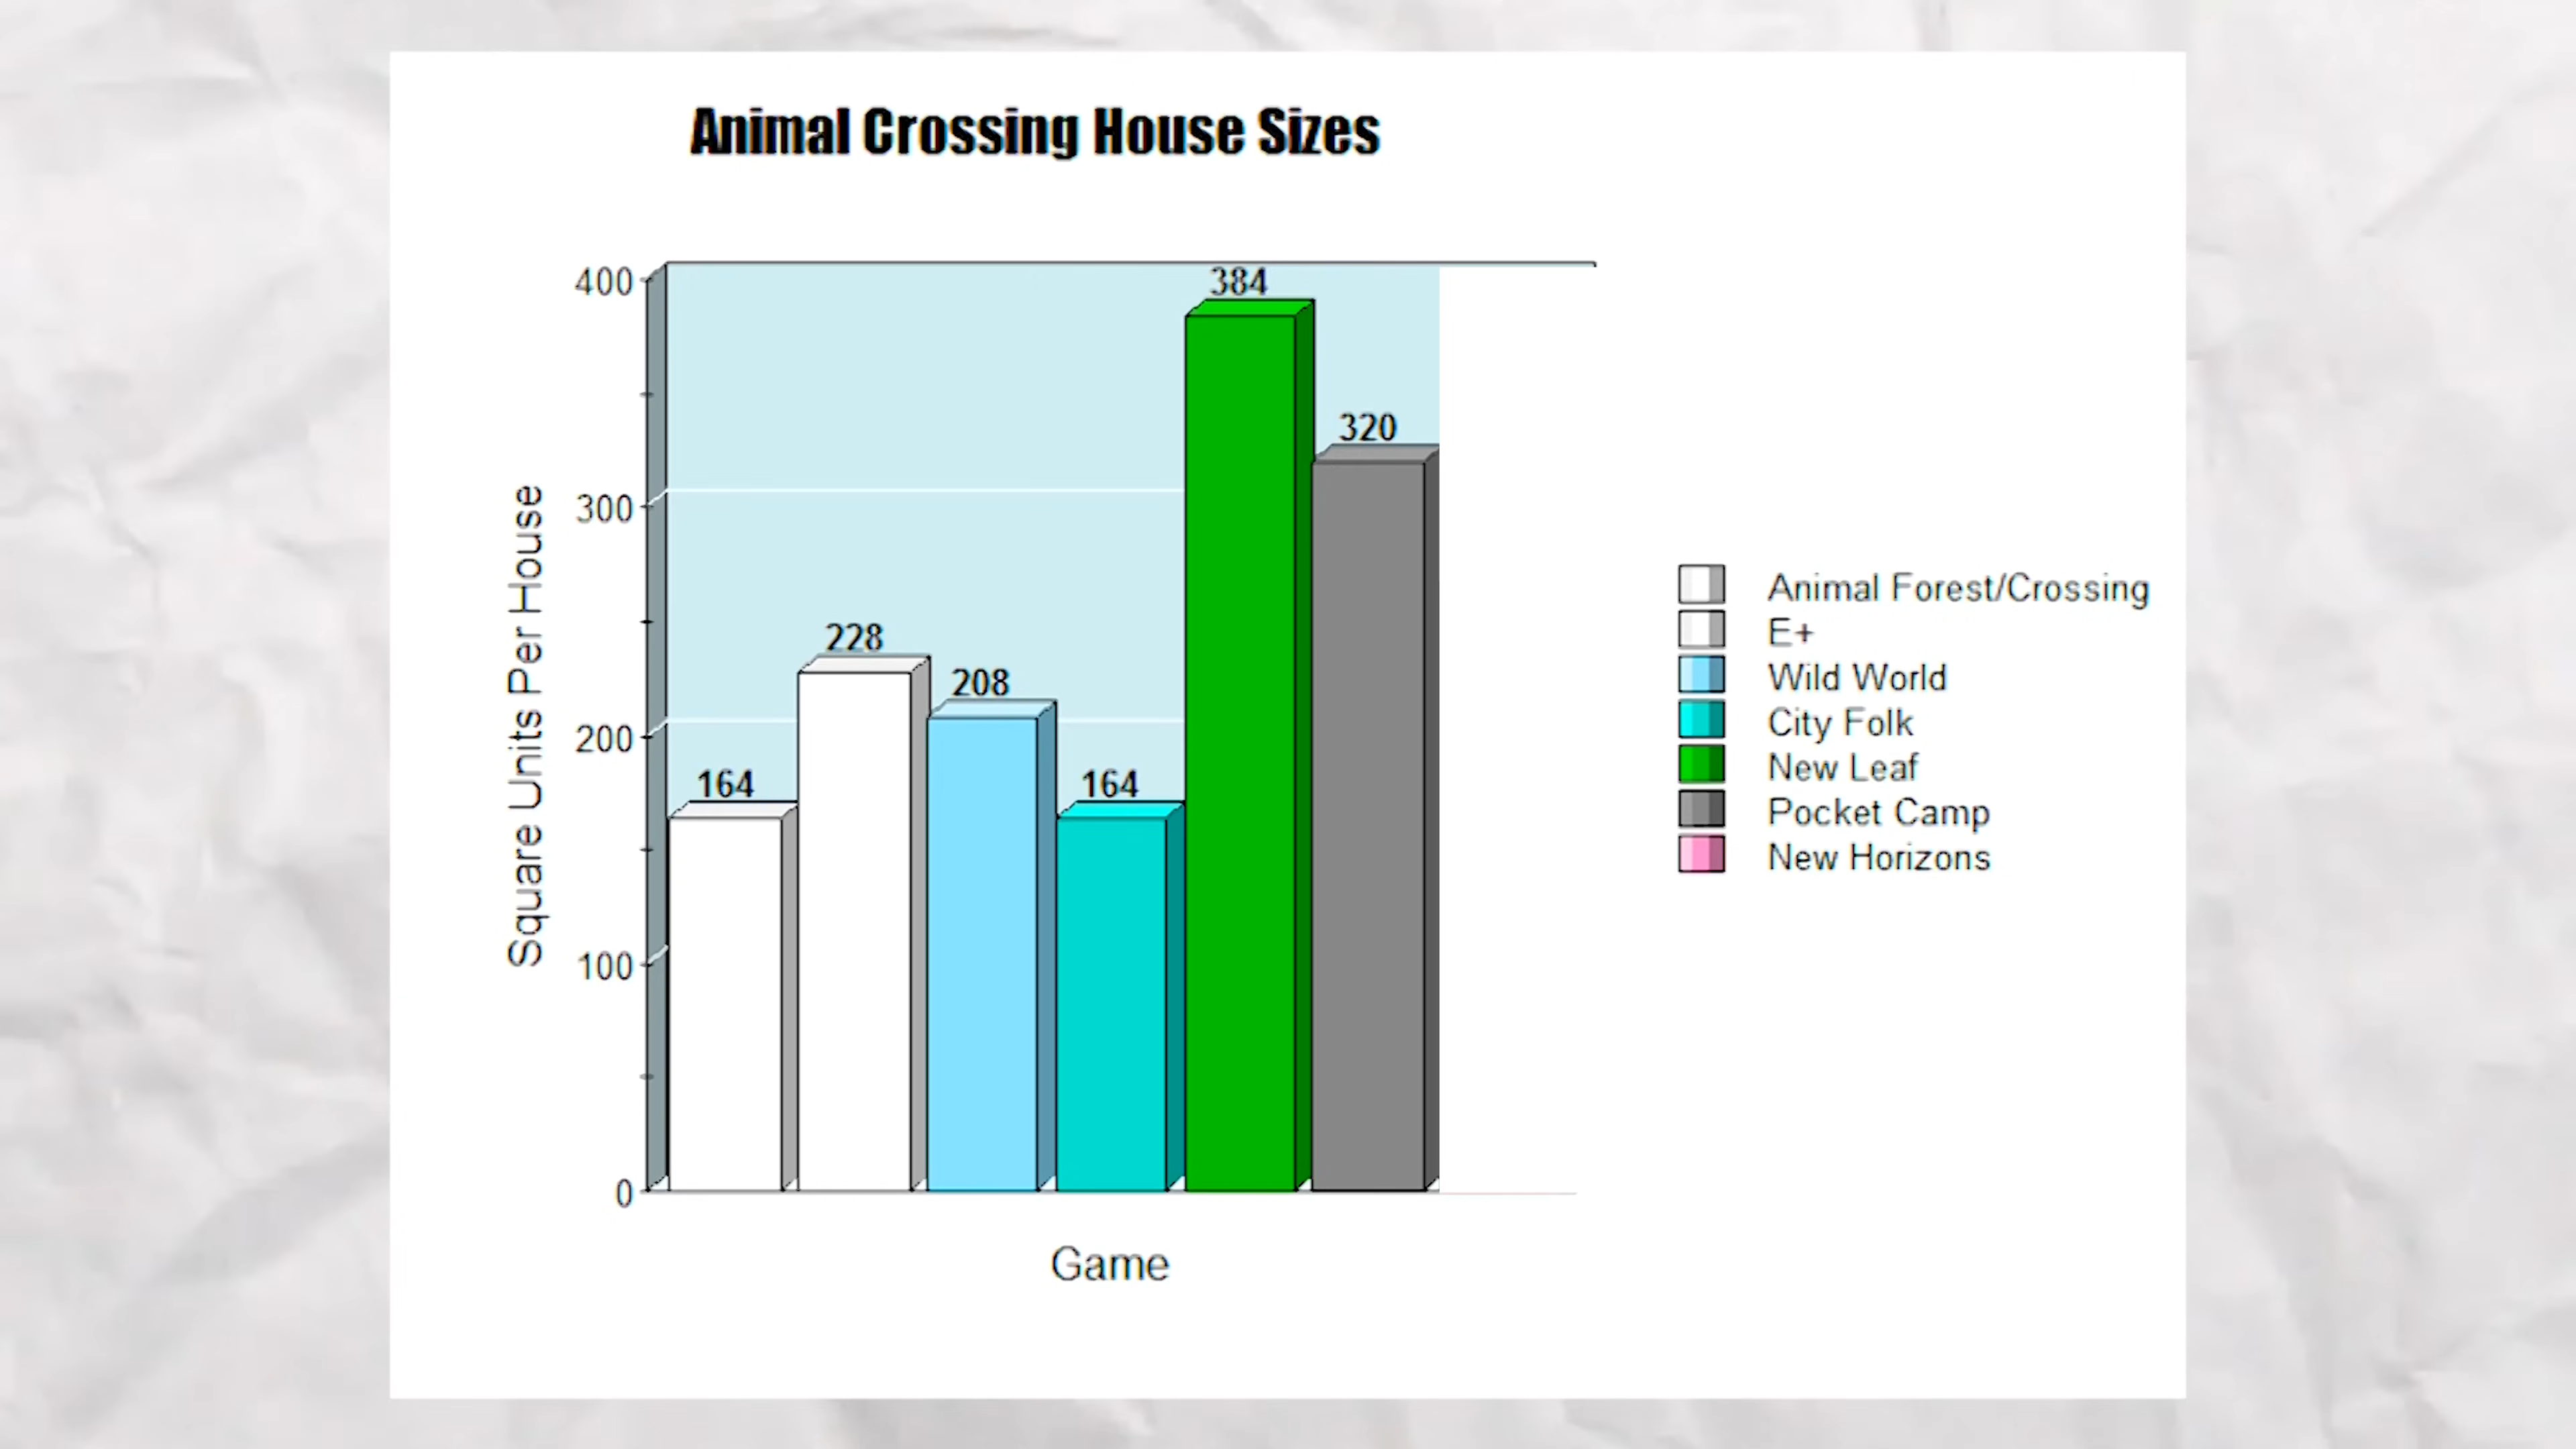 Animal Crossing House Sizes
400
300
200
100
0
Square Units Per House
164
228
208
164
384
320
Game
Animal Forest/Crossing
E+
Wild World
City Folk
New Leaf
Pocket Camp
New Horizons